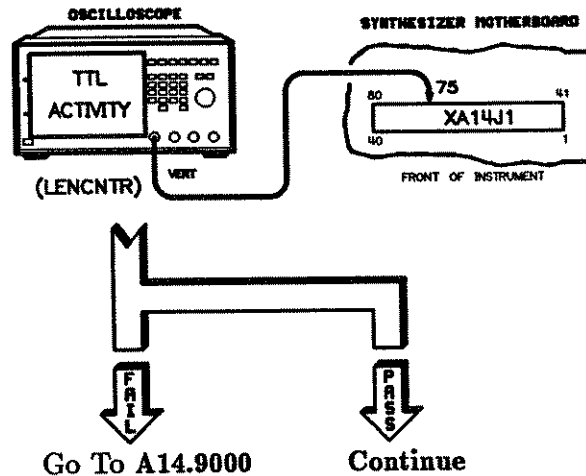 OSCILLOSCOPE
SYNTHESIZER MOTHERBOARD
TTL
ACTIVITY
75
80
41
XA14J1
40
1
VERT
(LENCNTR)
FRONT OF INSTRUMENT
FAIL
PASS
Go To A14.9000
Continue